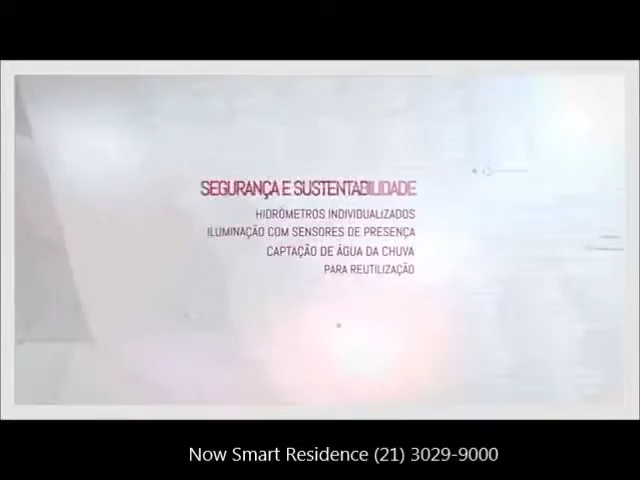 SEGURANÇA E SUSTENTABILIDADE
HIDRÔMETROS INDIVIDUALIZADOS
ILUMINAÇÃO COM SENSORES DE PRESENÇA
CAPTAÇÃO DE ÁGUA DA CHUVA
PARA REUTILIZAÇÃO
Now Smart Residence (21) 3029-9000